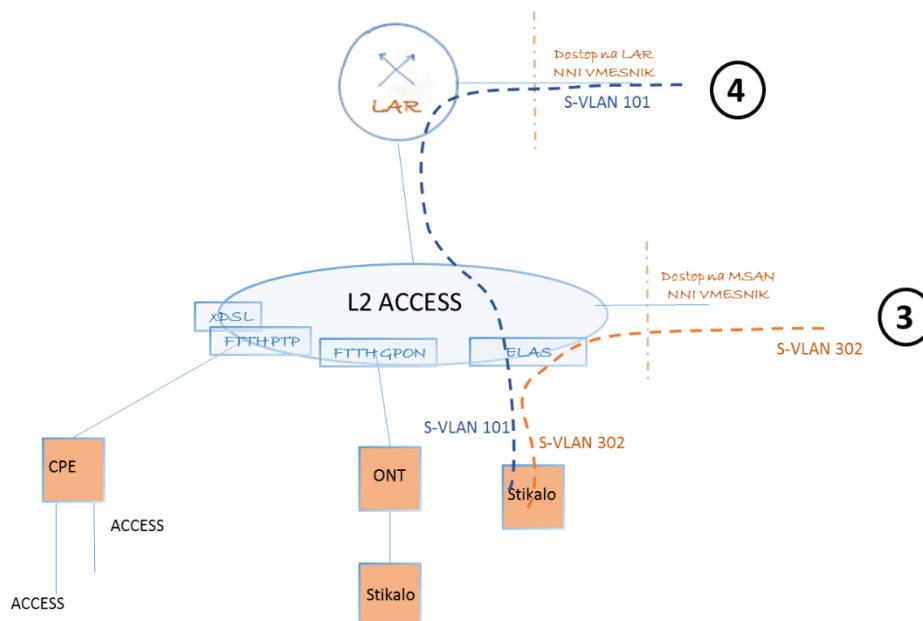 Dostop na LAR
NNI VMESNIK
S-VLAN 101
4
LAR
Dostop na MSAN
NNI VMESNIK
L2 ACCESS
xDSL
FTTH PTP
FTTH GPON
ELAS
3
S-VLAN 302
S-VLAN 101
S-VLAN 302
CPE
ONT
Stikalo
ACCESS
Stikalo
ACCESS